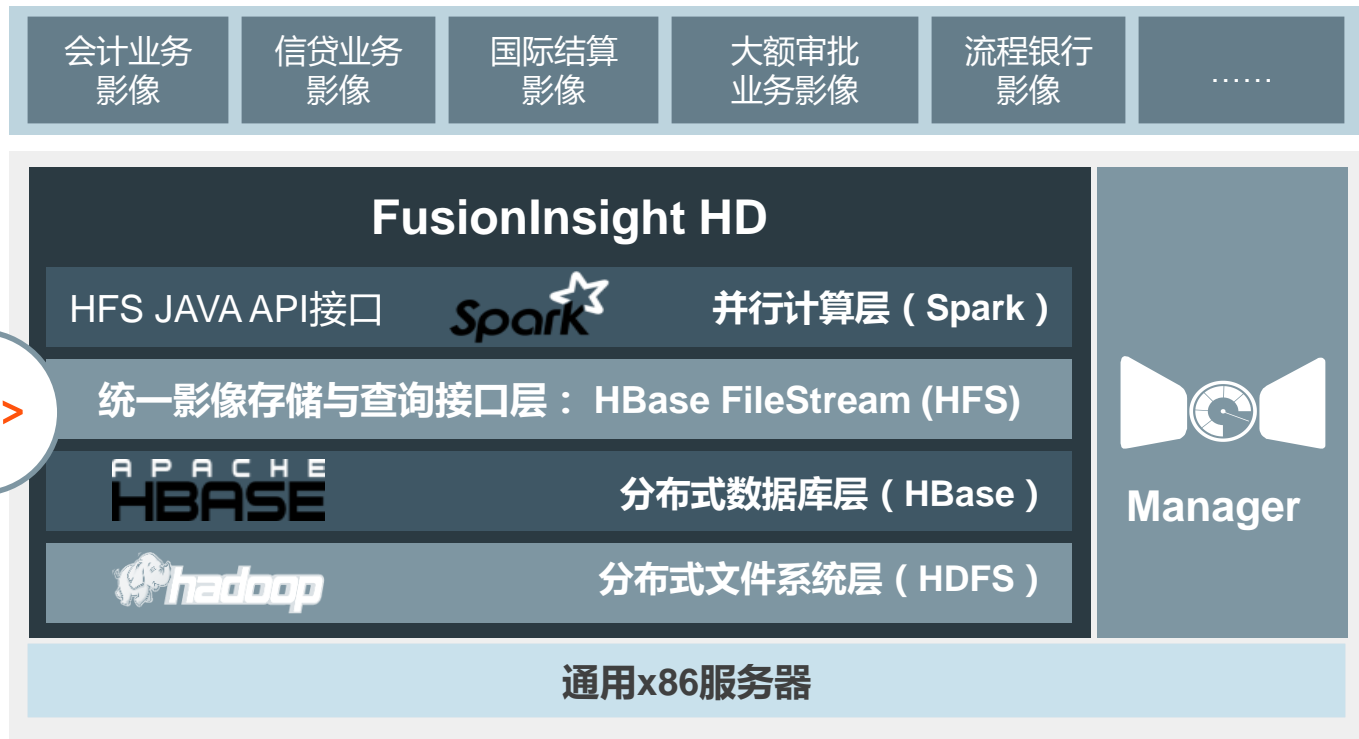 会计业务
影像
信贷业务
影像
国际结算
影像
大额审批
业务影像
流程银行
影像
......
FusionInsight HD
HFS JAVA API接口
Spark
并行计算层（Spark）
>
统一影像存储与查询接口层： HBase FileStream (HFS)
APACHE
HBASE
分布式数据库层（HBase）
hadoop
分布式文件系统层（HDFS）
Manager
通用x86服务器